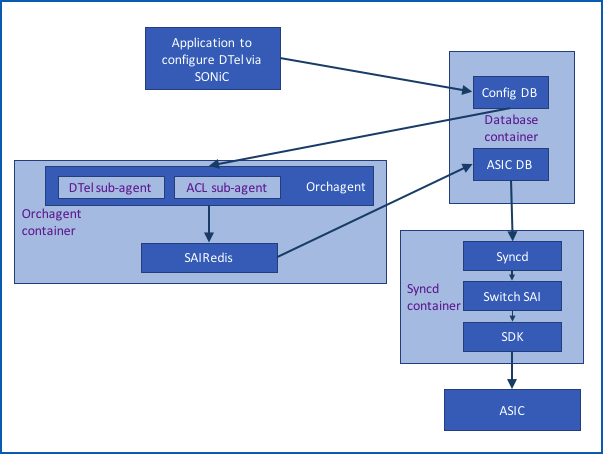 Application to
configure DTel via
SONiC
Config DB
Database
container
ASIC DB
DTel sub-agent
ACL sub-agent
Orchagent
Orchagent
container
SAIRedis
Syncd
Syncd
container
Switch SAI
SDK
ASIC